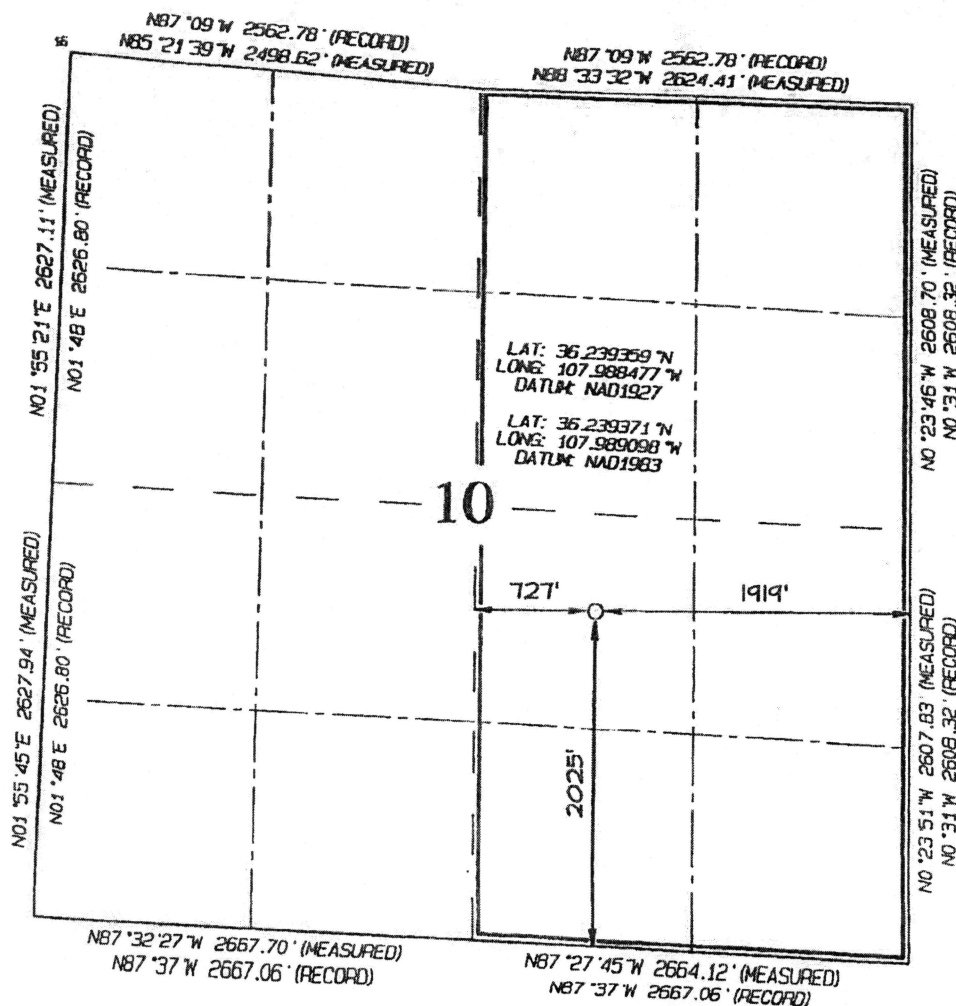 N87°09'W 2562.78' (RECORD)
N85°21'39"W 2498.62' (MEASURED)
N87°09'W 2562.78' (RECORD)
N88°33'32"W 2624.41' (MEASURED)
N01°55'21"E 2627.11' (MEASURED)
N01°48'E 2626.80' (RECORD)
N0°23'46"W 2608.70' (MEASURED)
N0°31'W 2608.32' (RECORD)
LAT: 36.239359°N
LONG: 107.988477°W
DATUM: NAD1927
LAT: 36.239371°N
LONG: 107.989098°W
DATUM: NAD1983
10
727'
1919'
2025'
N01°55'45"E 2627.94' (MEASURED)
N01°48'E 2626.80' (RECORD)
N0°23'51"W 2607.83' (MEASURED)
N0°31'W 2608.32' (RECORD)
N87°32'27"W 2667.70' (MEASURED)
N87°37'W 2667.06' (RECORD)
N87°27'45"W 2664.12' (MEASURED)
N87°37'W 2667.06' (RECORD)